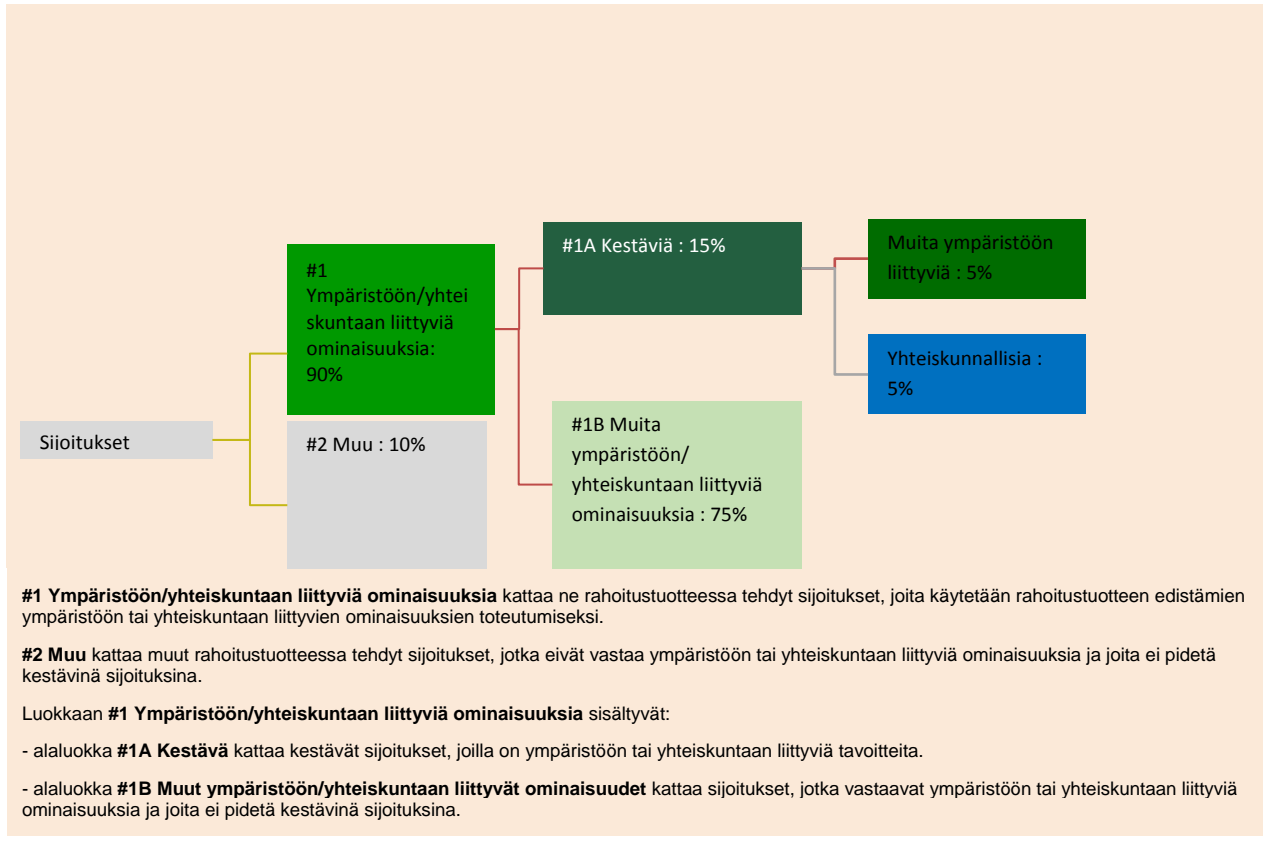 #1A Kestäviä : 15%
Muita ympäristöön
liittyviä : 5%
#1
Ympäristöön/yhtei
skuntaan liittyviä
ominaisuuksia:
90%
Yhteiskunnallisia :
5%
Sijoitukset
#2 Muu : 10%
#1B Muita
ympäristöön/
yhteiskuntaan liittyviä
ominaisuuksia : 75%
#1 Ympäristöön/yhteiskuntaan liittyviä ominaisuuksia kattaa ne rahoitustuotteessa tehdyt sijoitukset, joita käytetään rahoitustuotteen edistämien
ympäristöön tai yhteiskuntaan liittyvien ominaisuuksien toteutumiseksi.
#2 Muu kattaa muut rahoitustuotteessa tehdyt sijoitukset, jotka eivät vastaa ympäristöön tai yhteiskuntaan liittyviä ominaisuuksia ja joita ei pidetä
kestävinä sijoituksina.
Luokkaan #1 Ympäristöön/yhteiskuntaan liittyviä ominaisuuksia sisältyvät:
- alaluokka #1A Kestävä kattaa kestävät sijoitukset, joilla on ympäristöön tai yhteiskuntaan liittyviä tavoitteita.
- alaluokka #1B Muut ympäristöön/yhteiskuntaan liittyvät ominaisuudet kattaa sijoitukset, jotka vastaavat ympäristöön tai yhteiskuntaan liittyviä
ominaisuuksia ja joita ei pidetä kestävinä sijoituksina.